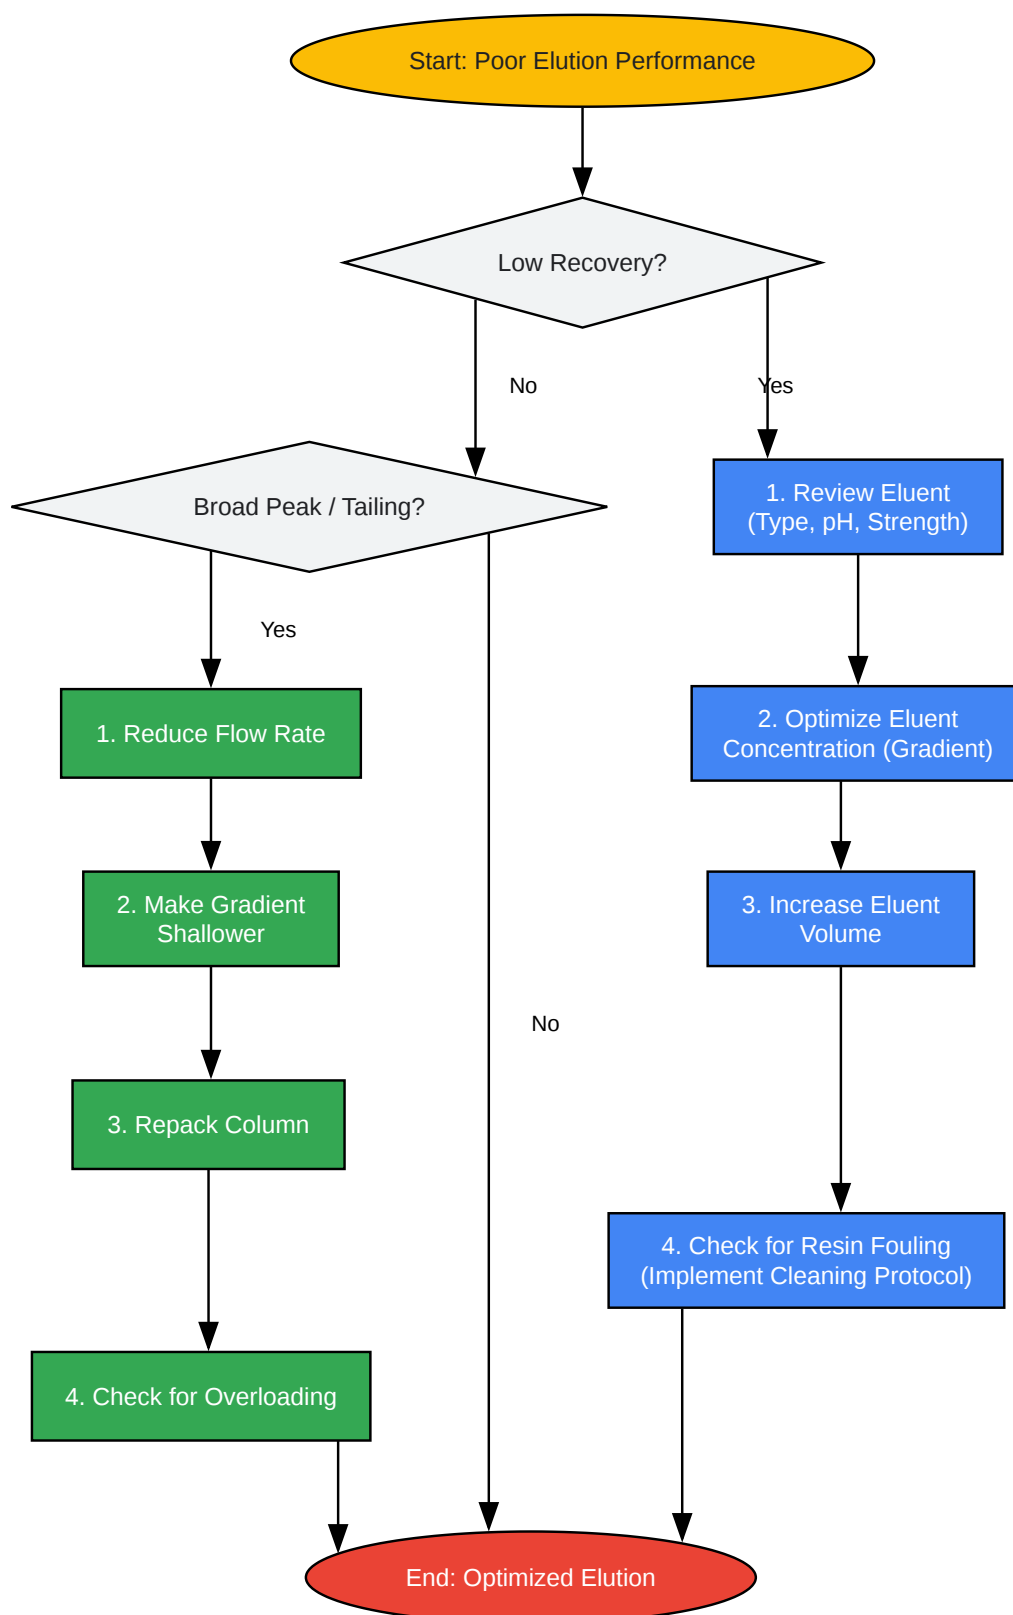 Start: Poor Elution Performance
Low Recovery?
No
Yes
Broad Peak / Tailing?
1. Review Eluent
(Type, pH, Strength)
Yes
1. Reduce Flow Rate
2. Optimize Eluent
Concentration (Gradient)
2. Make Gradient
Shallower
3. Increase Eluent
Volume
No
3. Repack Column
4. Check for Resin Fouling
(Implement Cleaning Protocol)
4. Check for Overloading
End: Optimized Elution